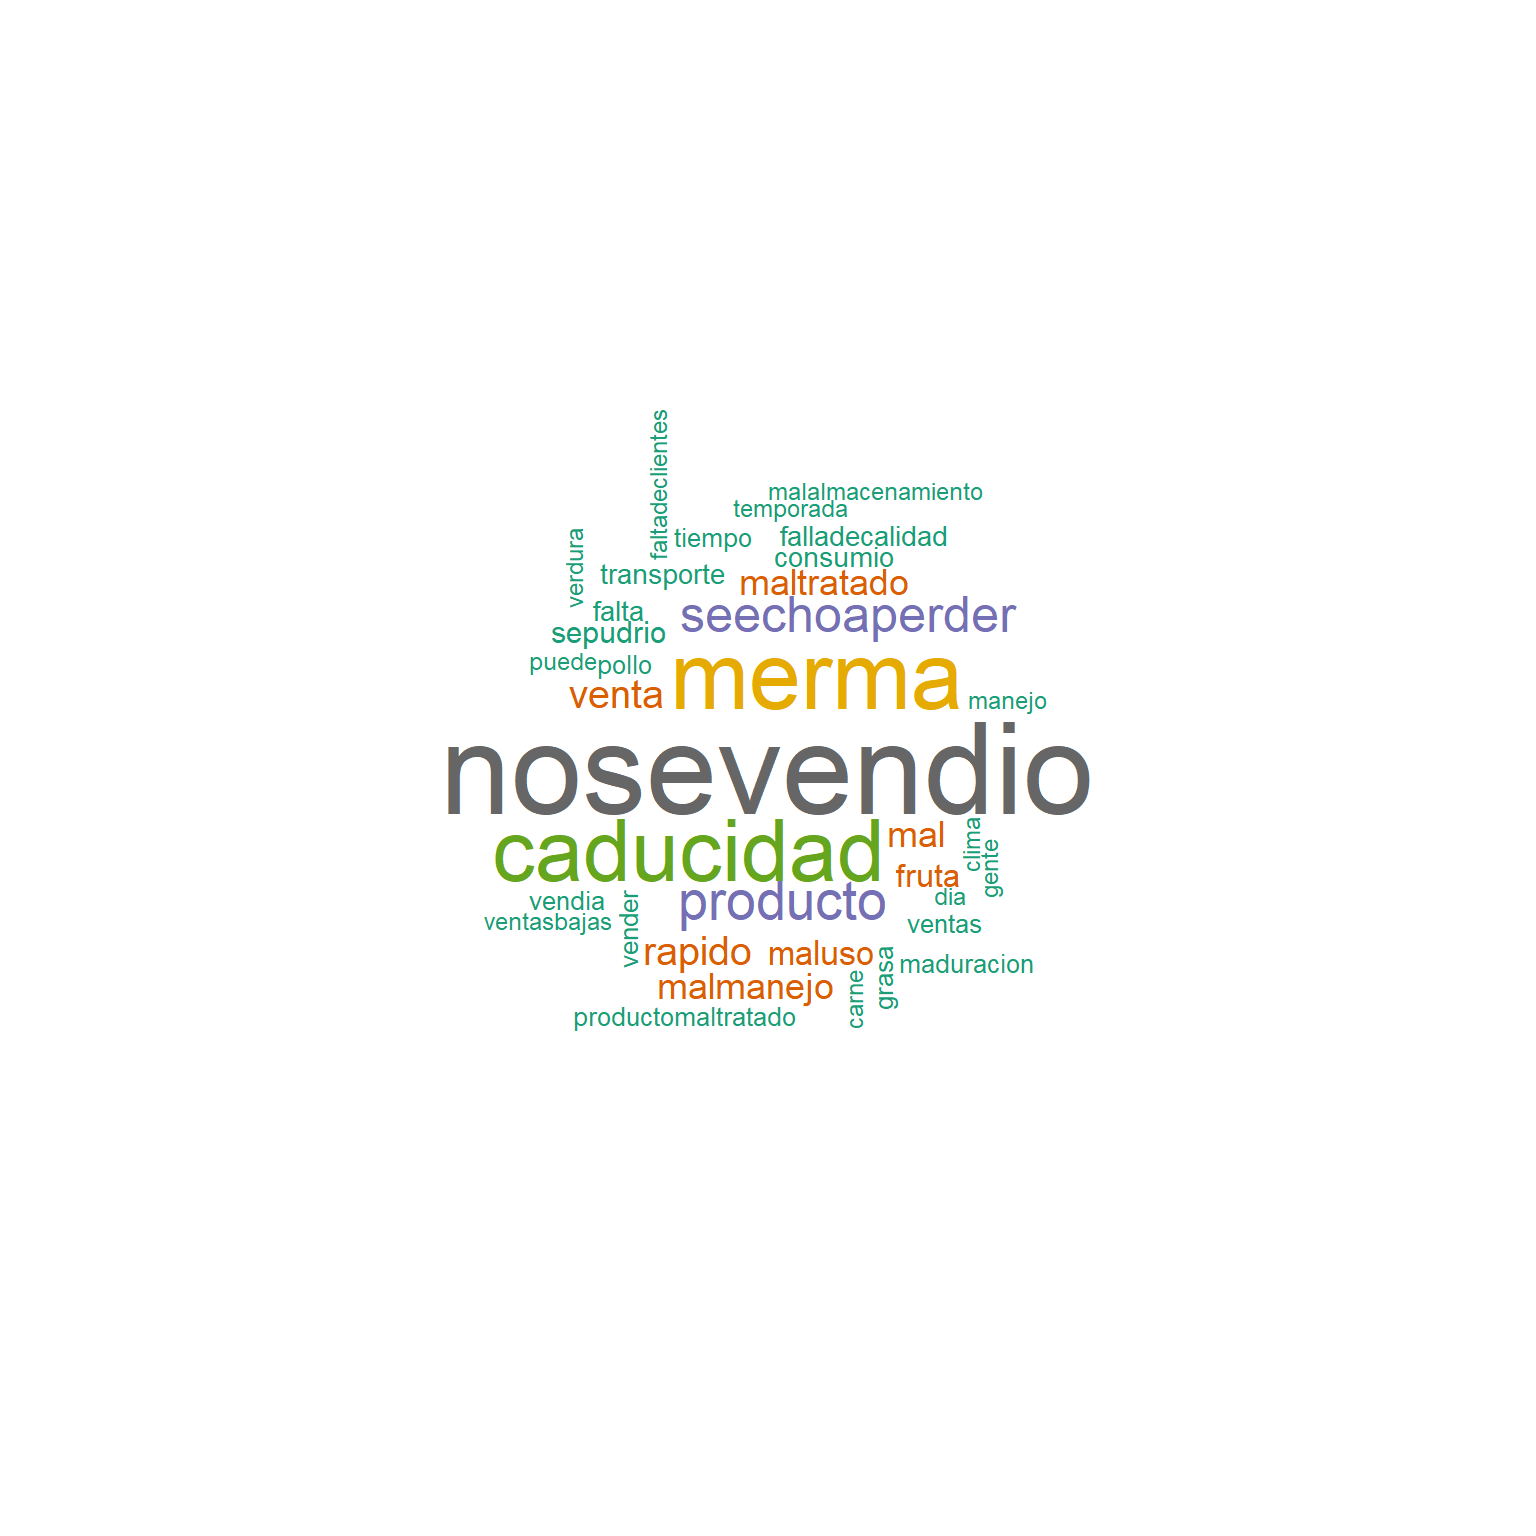 faltadeclientes
malalmacenamiento
temporada
verdura
tiempo
falladecalidad
consumio
transporte
maltratado
falta
seechoaperder
sepudrio
puede
pollo
merma
venta
manejo
nosevendio
caducidad
mal
clima
gente
fruta
producto
dia
vendia
ventasbajas
vender
ventas
rapido
maluso
grasa
maduracion
malmanejo
carne
productomaltratado